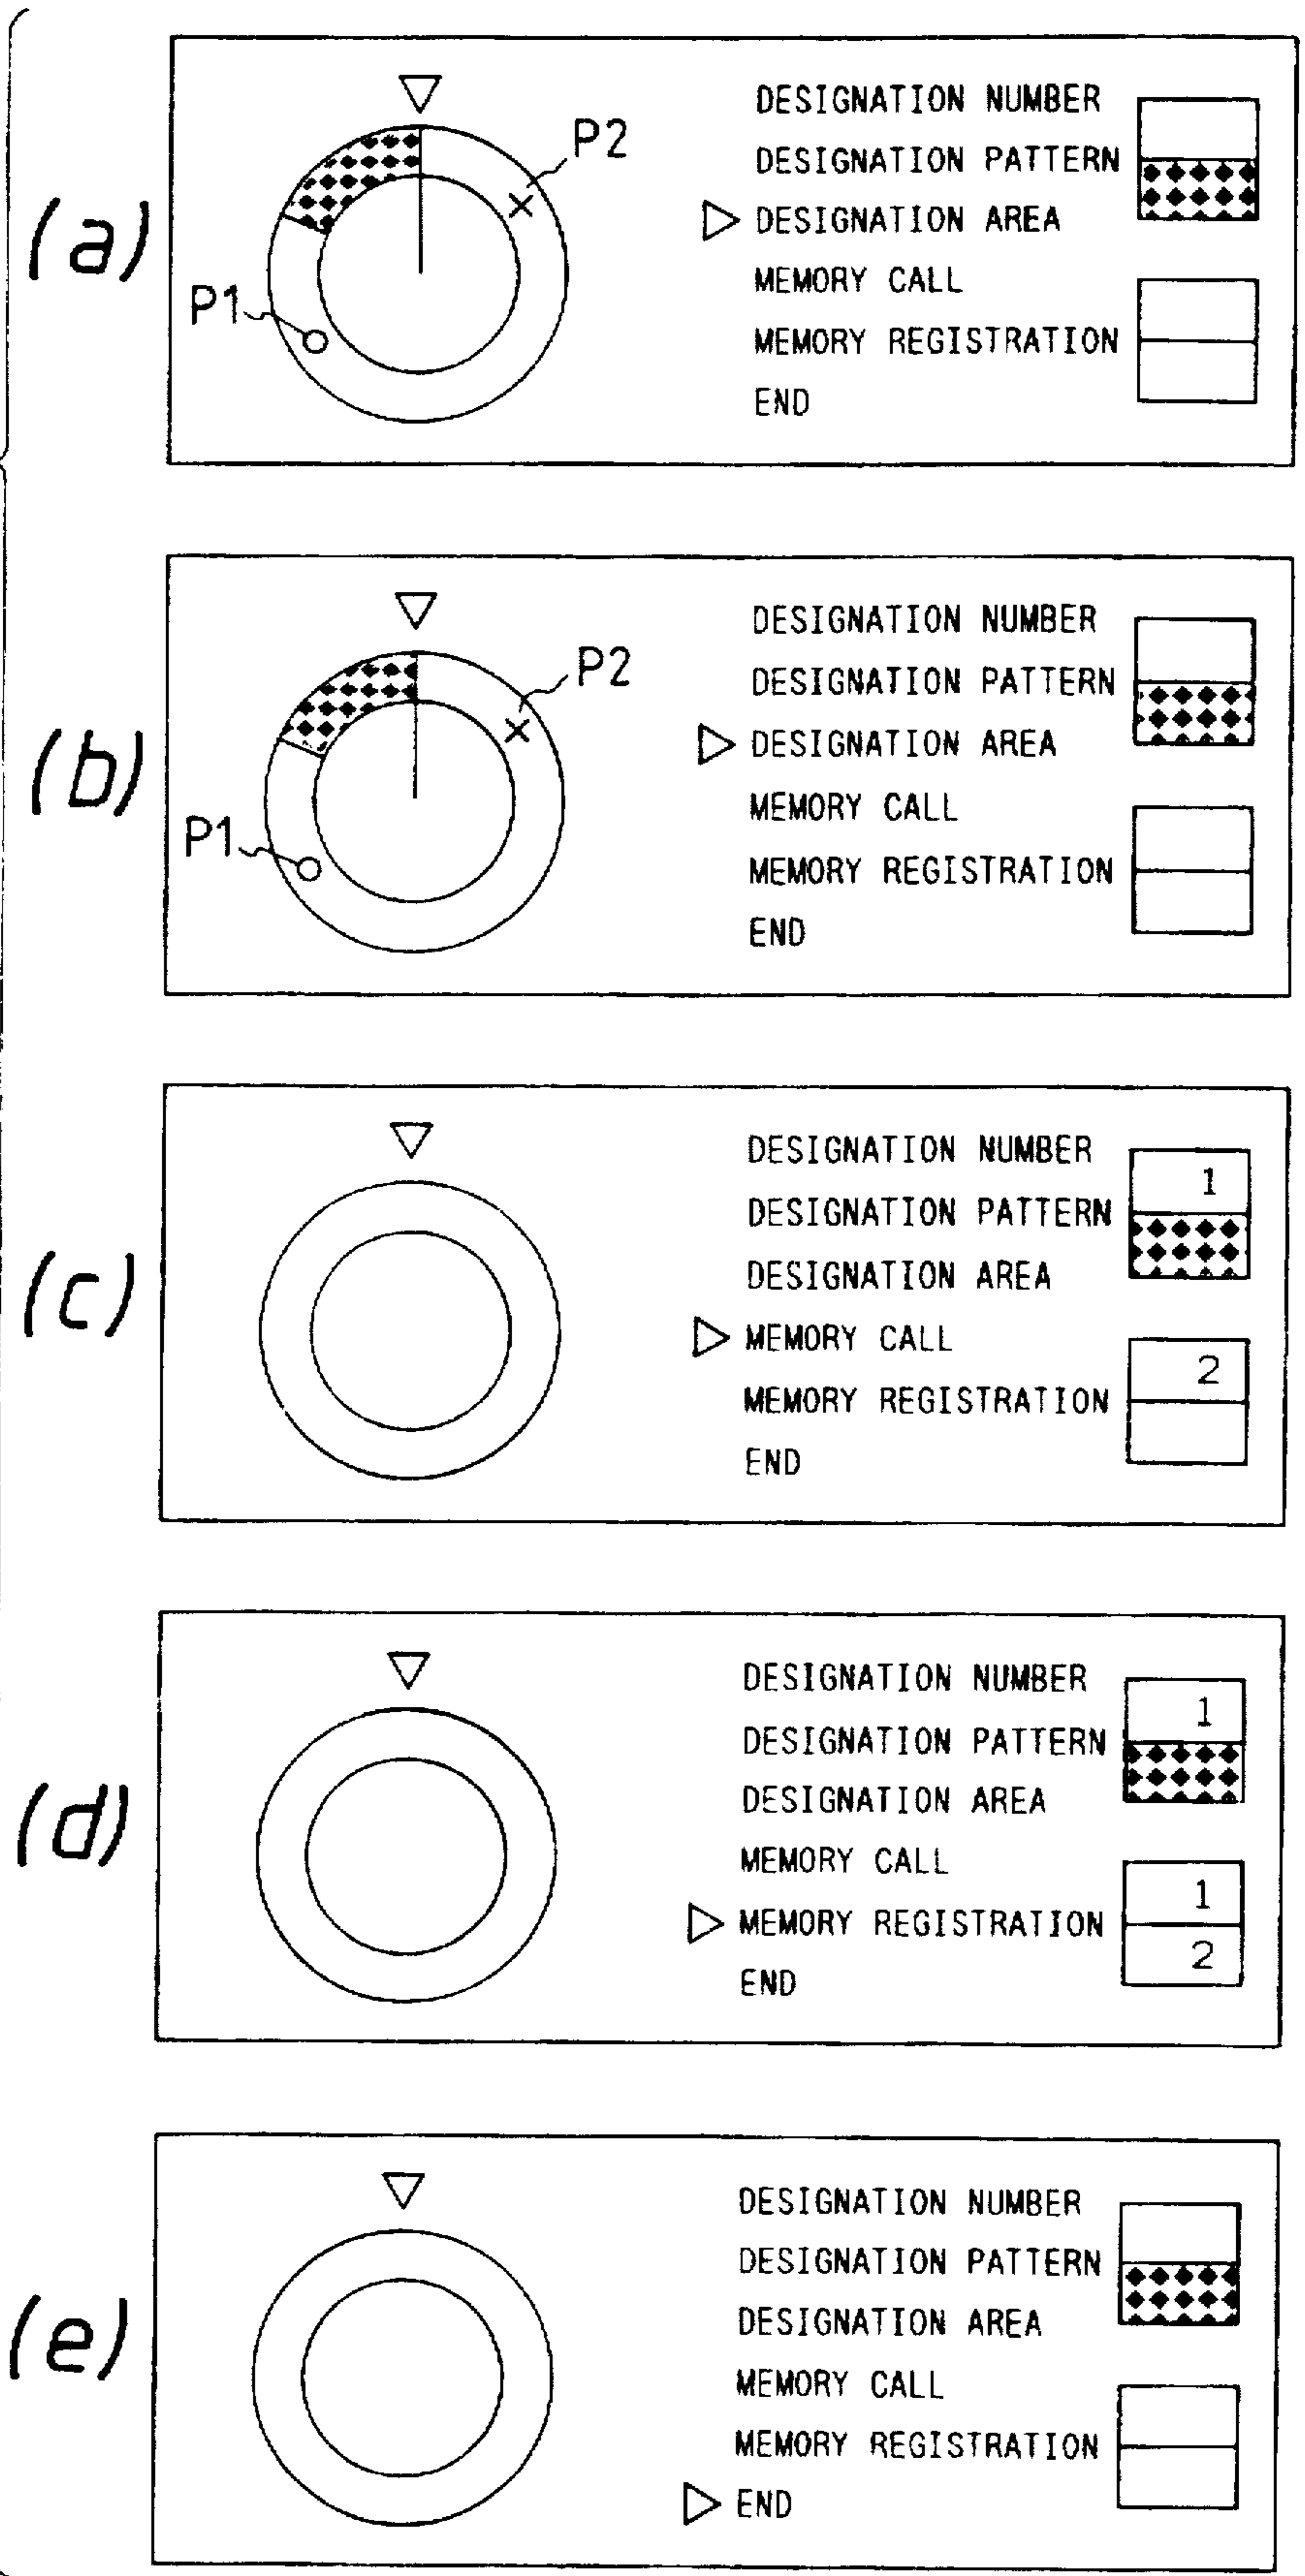 (a)
P1
P2
DESIGNATION NUMBER
DESIGNATION PATTERN
DESIGNATION AREA
MEMORY CALL
MEMORY REGISTRATION
END
(b)
P1
P2
DESIGNATION NUMBER
DESIGNATION PATTERN
DESIGNATION AREA
MEMORY CALL
MEMORY REGISTRATION
END
(c)
DESIGNATION NUMBER 1
DESIGNATION PATTERN
DESIGNATION AREA
MEMORY CALL 2
MEMORY REGISTRATION
END
(d)
DESIGNATION NUMBER 1
DESIGNATION PATTERN
DESIGNATION AREA
MEMORY CALL 1
MEMORY REGISTRATION 2
END
(e)
DESIGNATION NUMBER
DESIGNATION PATTERN
DESIGNATION AREA
MEMORY CALL
MEMORY REGISTRATION
END